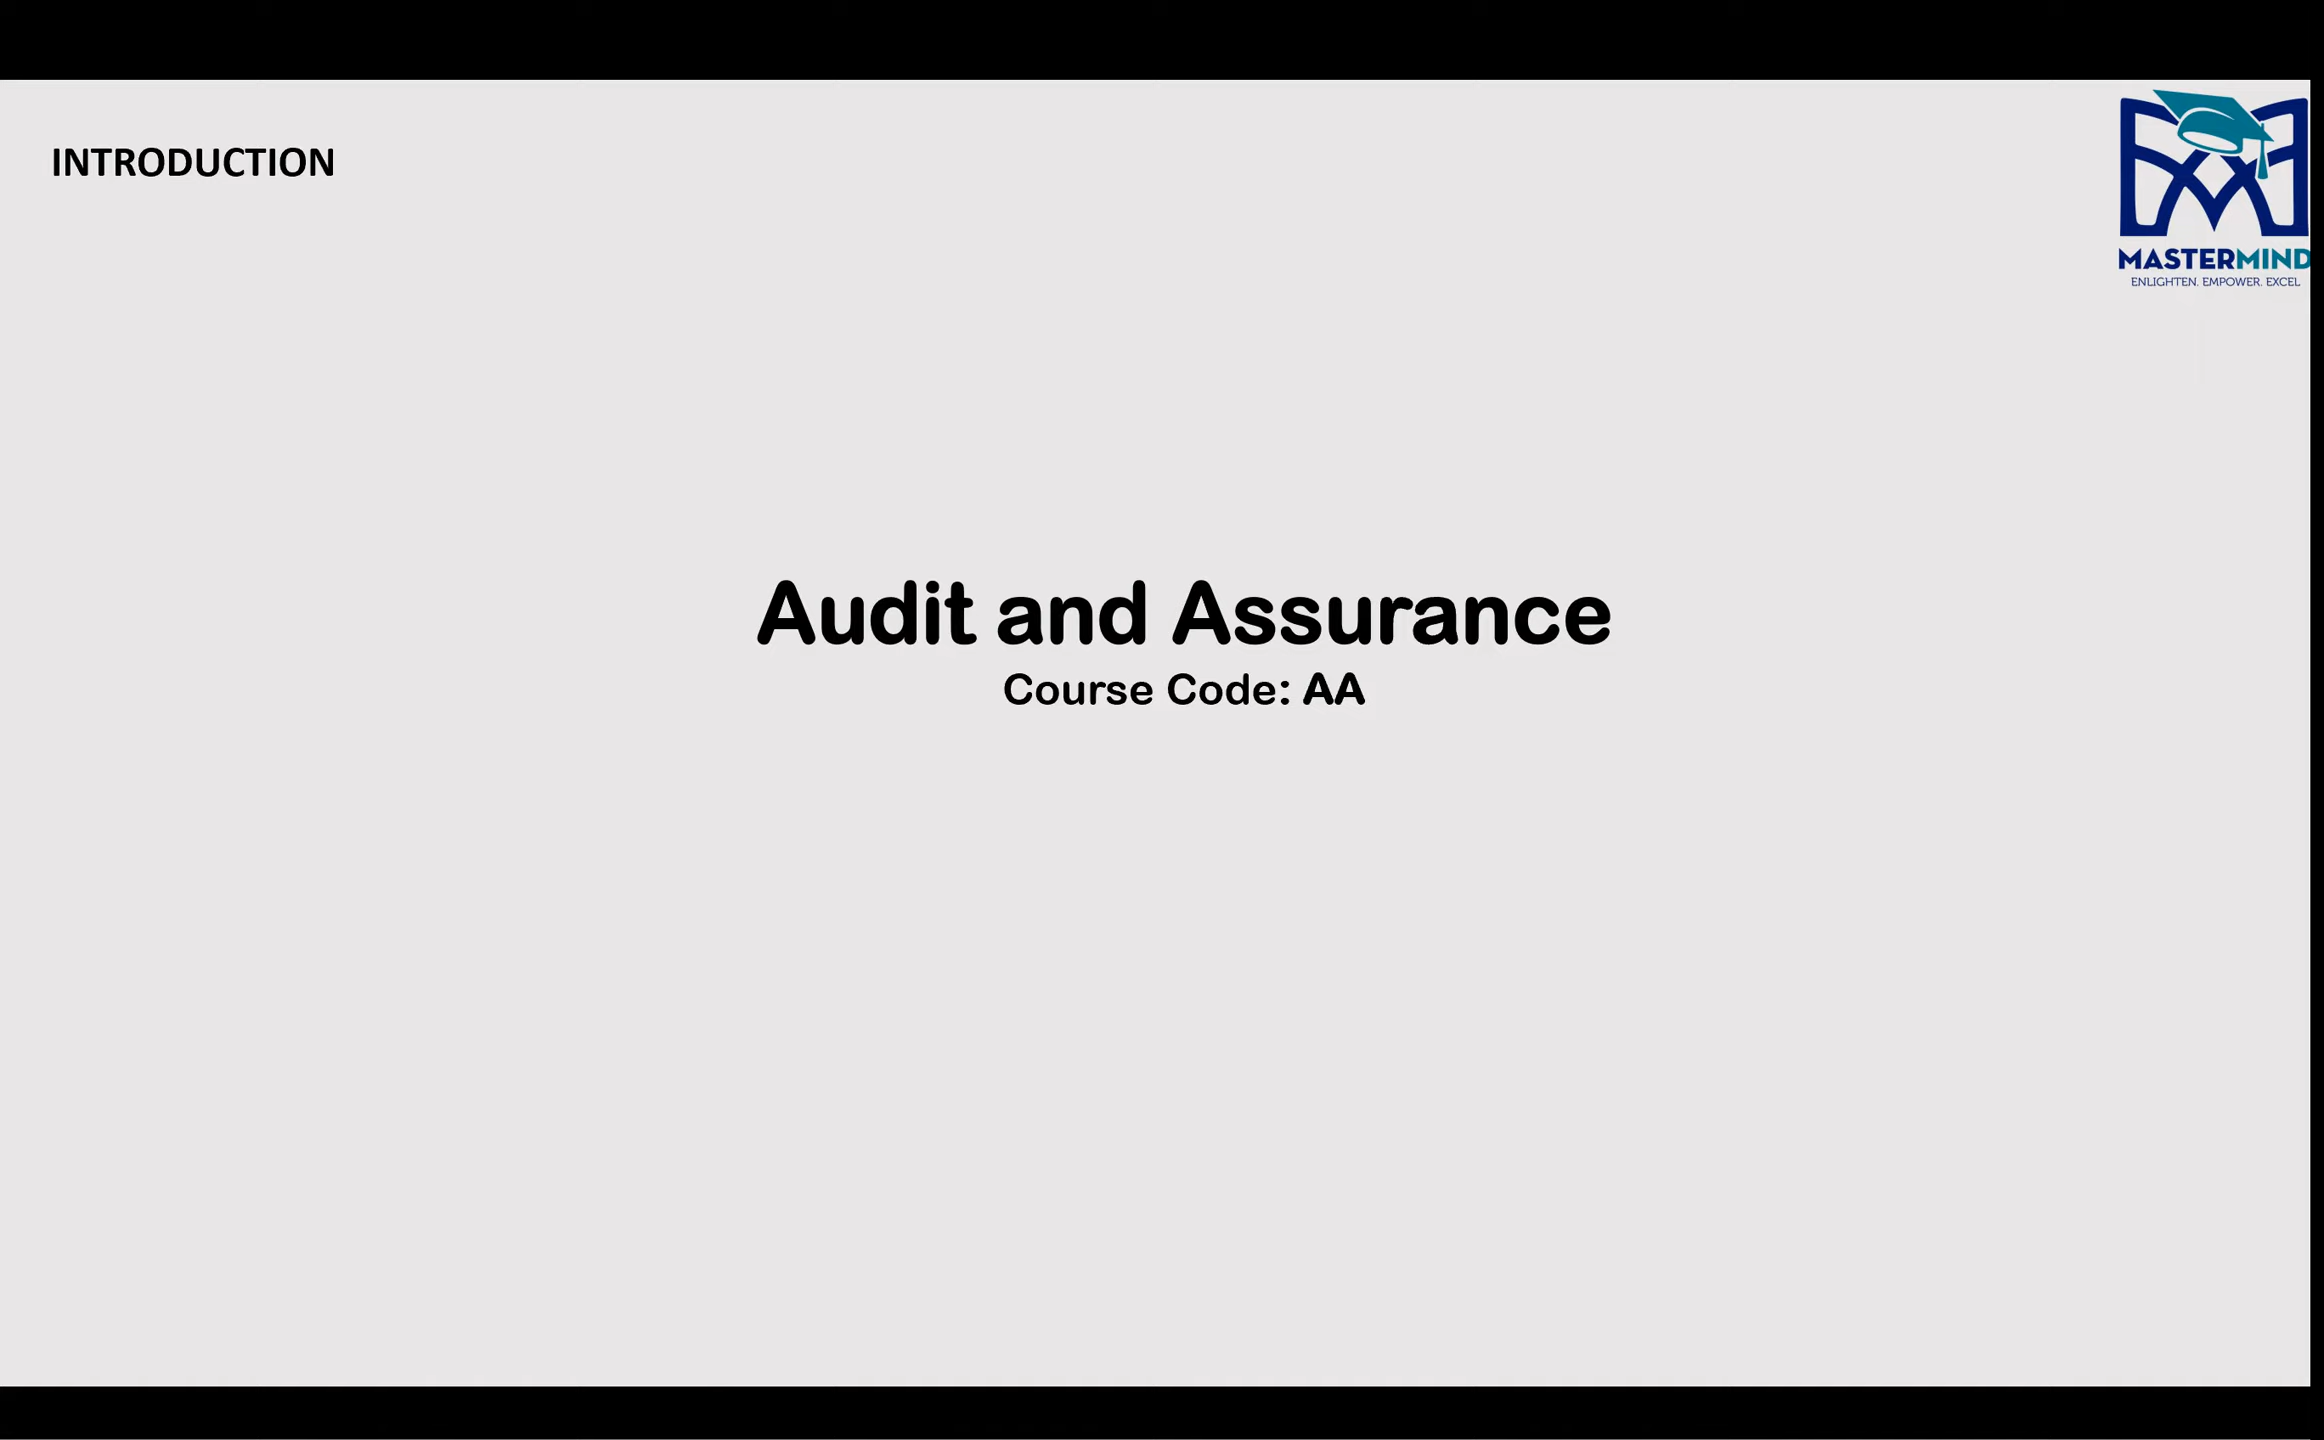 INTRODUCTION
MASTERMIND
ENLIGHTEN. EMPOWER. EXCEL
Audit and Assurance
Course Code: AA